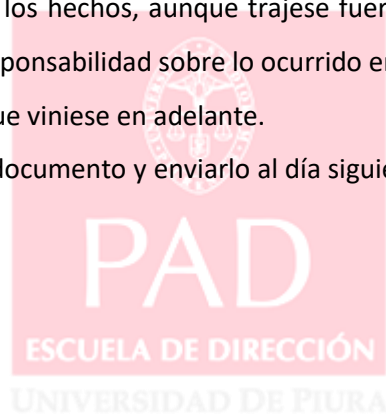 los hechos, aunque trajese fuer
ponsabilidad sobre lo ocurrido e
ue viniese en adelante.
documento y enviarlo al día siguie
PAD
ESCUELA DE DIRECCIÓN
UNIVERSIDAD DE PIURA